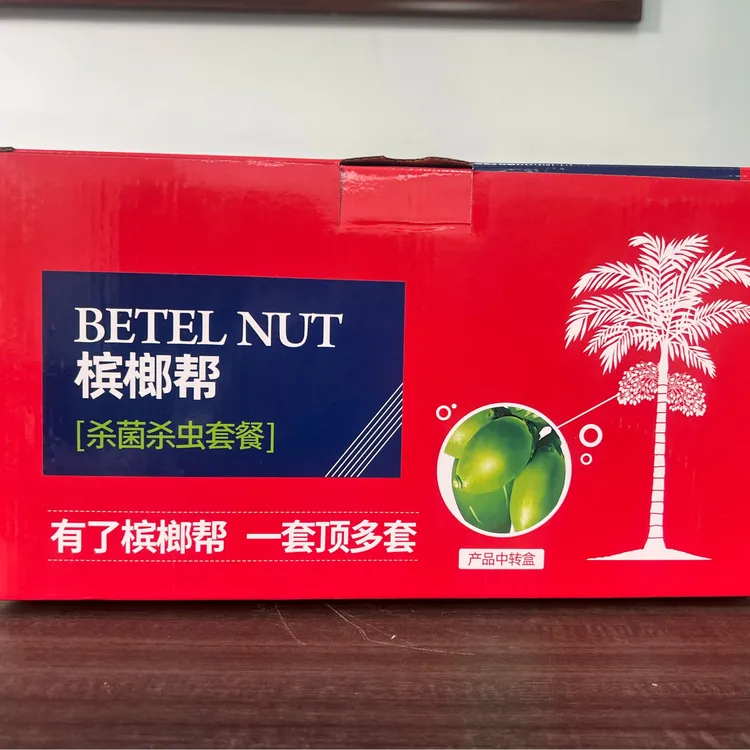 BETEL NUT
槟榔帮
[杀菌杀虫套餐]
有了槟榔帮 一套顶多套
产品中转盒